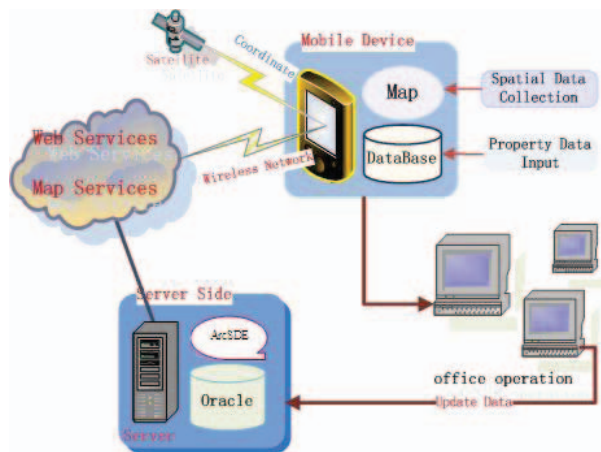 Satellite
Coordinate
Mobile Device
Map
Spatial Data
Collection
DataBase
Property Data
Input
Web Services
Map Services
Wireless Network
Server Side
ArcSDE
Oracle
Server
office operation
Update Data